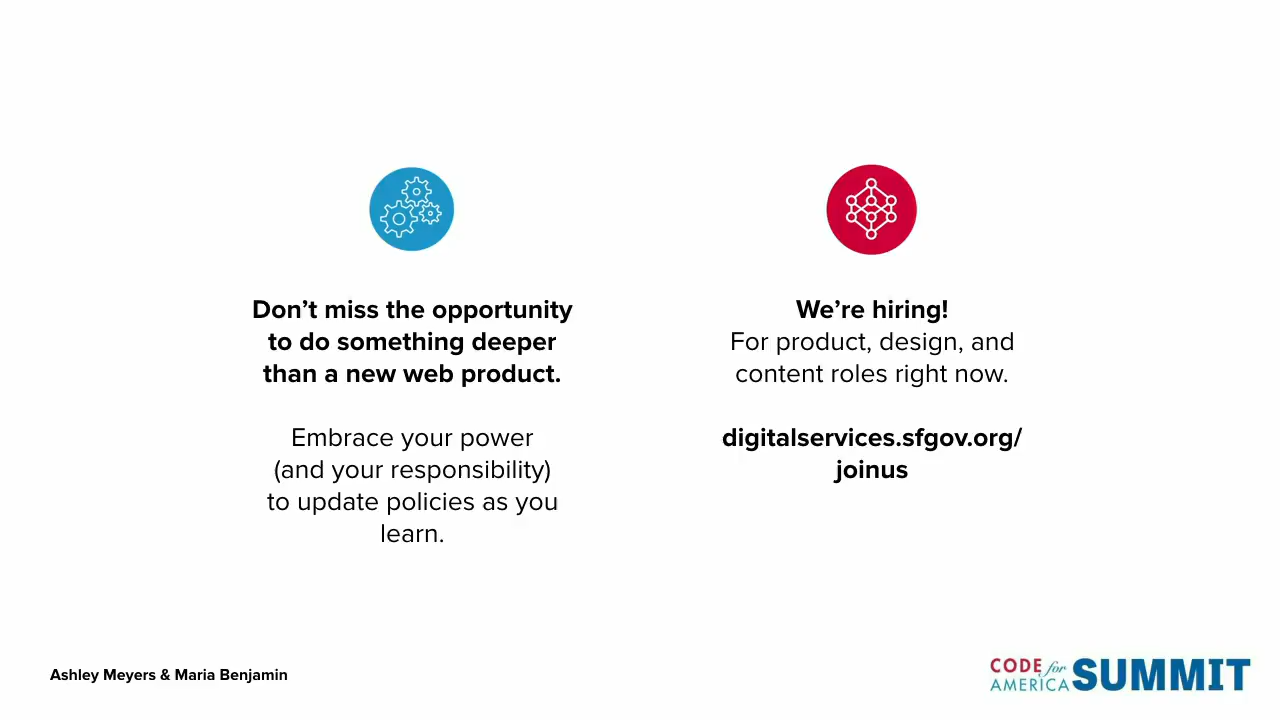 Don’t miss the opportunity
to do something deeper
than a new web product.
Embrace your power
(and your responsibility)
to update policies as you
learn.
We’re hiring!
For product, design, and
content roles right now.
digitalservices.sfgov.org/
joinus
Ashley Meyers & Maria Benjamin
CODE for
AMERICA SUMMIT